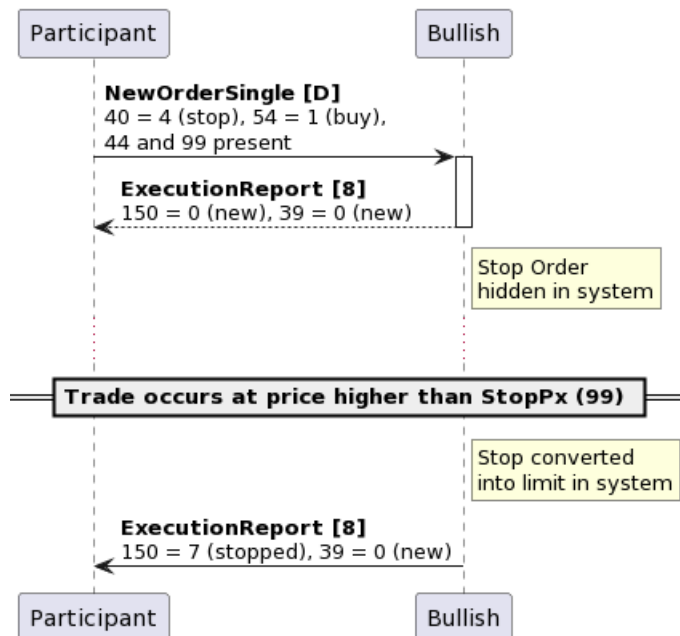 Participant
Bullish
NewOrderSingle [D]
40 = 4 (stop), 54 = 1 (buy),
44 and 99 present
ExecutionReport [8]
150 = 0 (new), 39 = 0 (new)
Stop Order
hidden in system
Trade occurs at price higher than StopPx (99)
Stop converted
into limit in system
ExecutionReport [8]
150 = 7 (stopped), 39 = 0 (new)
Participant
Bullish